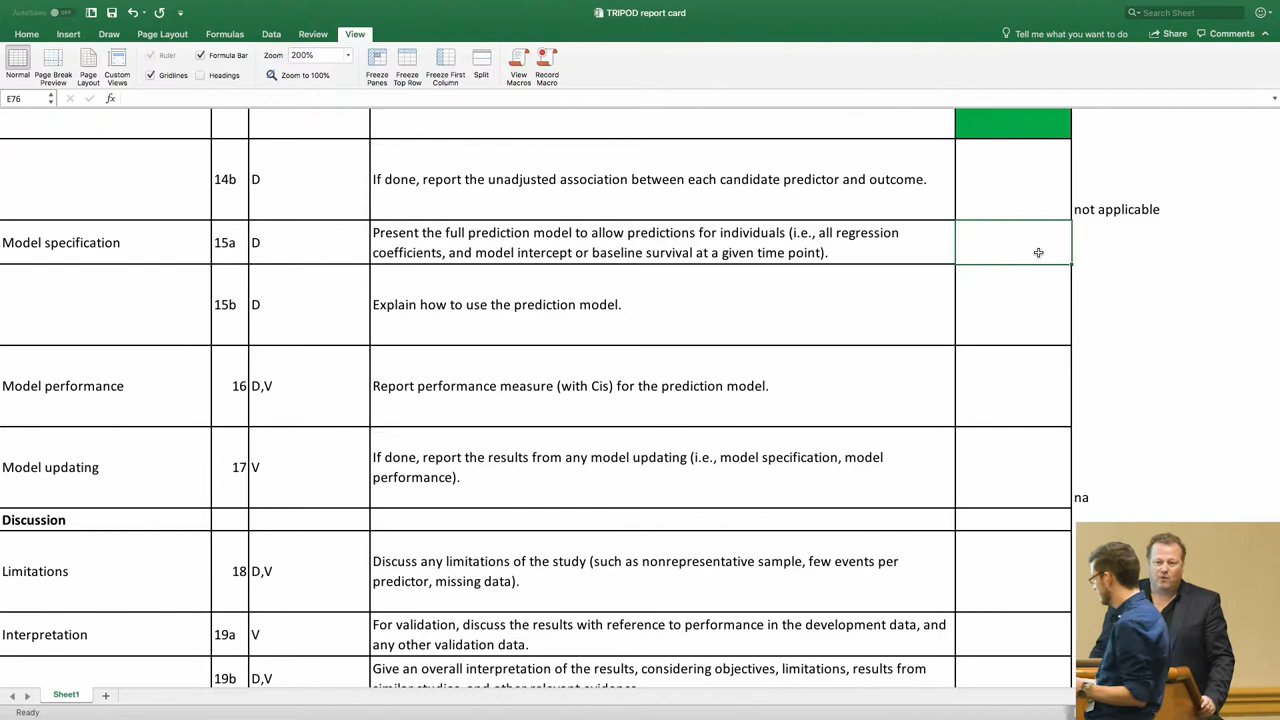 AutoSave OFF
TRIPOD report card
Search Sheet
Home Insert Draw Page Layout Formulas Data Review View
Tell me what you want to do
Share Comments
Normal
Page Break Preview
Page Layout
Custom Views
Ruler Formula Bar
Gridlines Headings
Zoom 200%
Zoom to 100%
Freeze Panes
Freeze Top Row
Freeze First Column
Split
View Macros
Record Macro
E76 fx
14b D If done, report the unadjusted association between each candidate predictor and outcome.
not applicable
Model specification 15a D Present the full prediction model to allow predictions for individuals (i.e., all regression
coefficients, and model intercept or baseline survival at a given time point).
15b D Explain how to use the prediction model.
Model performance 16 D,V Report performance measure (with Cis) for the prediction model.
Model updating 17 V If done, report the results from any model updating (i.e., model specification, model
performance).
na
Discussion
Limitations 18 D,V Discuss any limitations of the study (such as nonrepresentative sample, few events per
predictor, missing data).
Interpretation 19a V For validation, discuss the results with reference to performance in the development data, and
any other validation data.
19b D,V Give an overall interpretation of the results, considering objectives, limitations, results from
similar studies, and other relevant evidence.
Sheet1
Ready